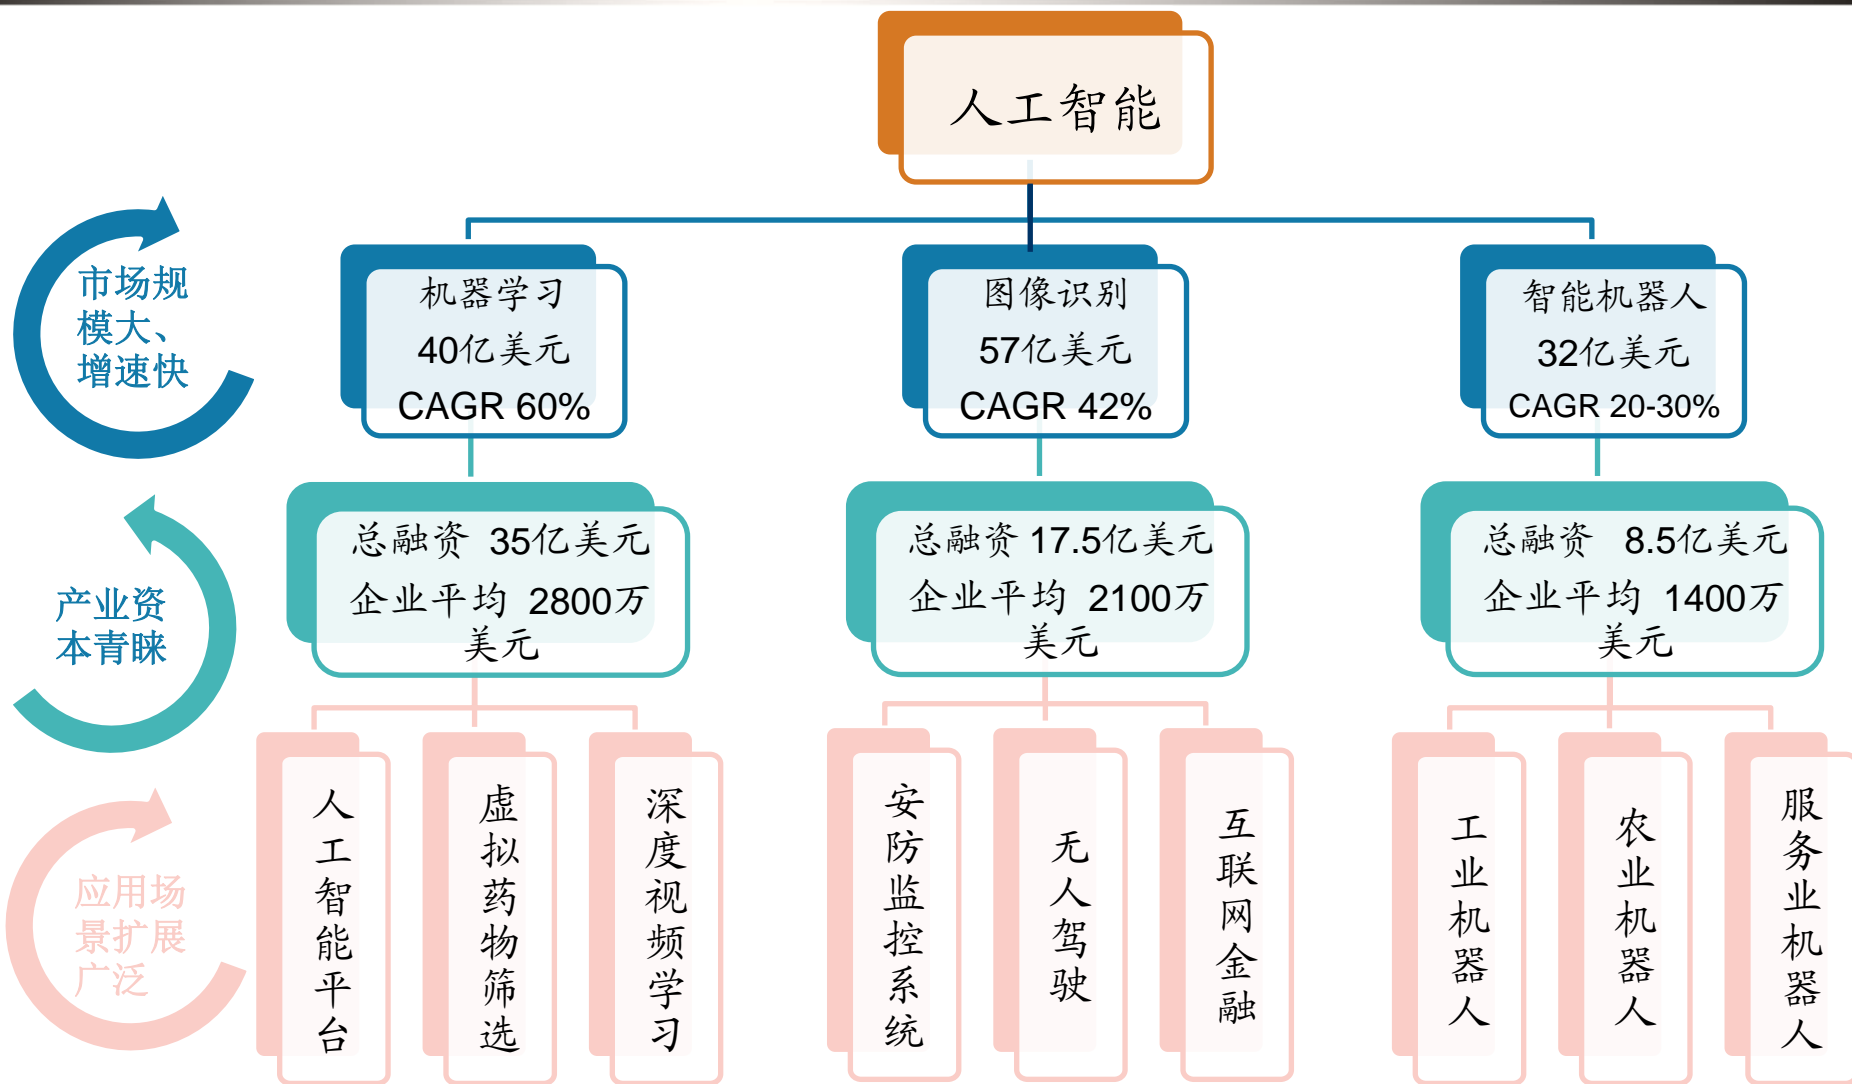 人工智能
市场规
模大、
增速快
机器学习
40亿美元
CAGR 60%
图像识别
57亿美元
CAGR 42%
智能机器人
32亿美元
CAGR 20-30%
产业资
本青睐
总融资 35亿美元
企业平均 2800万
美元
总融资 17.5亿美元
企业平均 2100万
美元
总融资 8.5亿美元
企业平均 1400万
美元
应用场
景扩展
广泛
人工智能平台
虚拟药物筛选
深度视频学习
安防监控系统
无人驾驶
互联网金融
工业机器人
农业机器人
服务业机器人